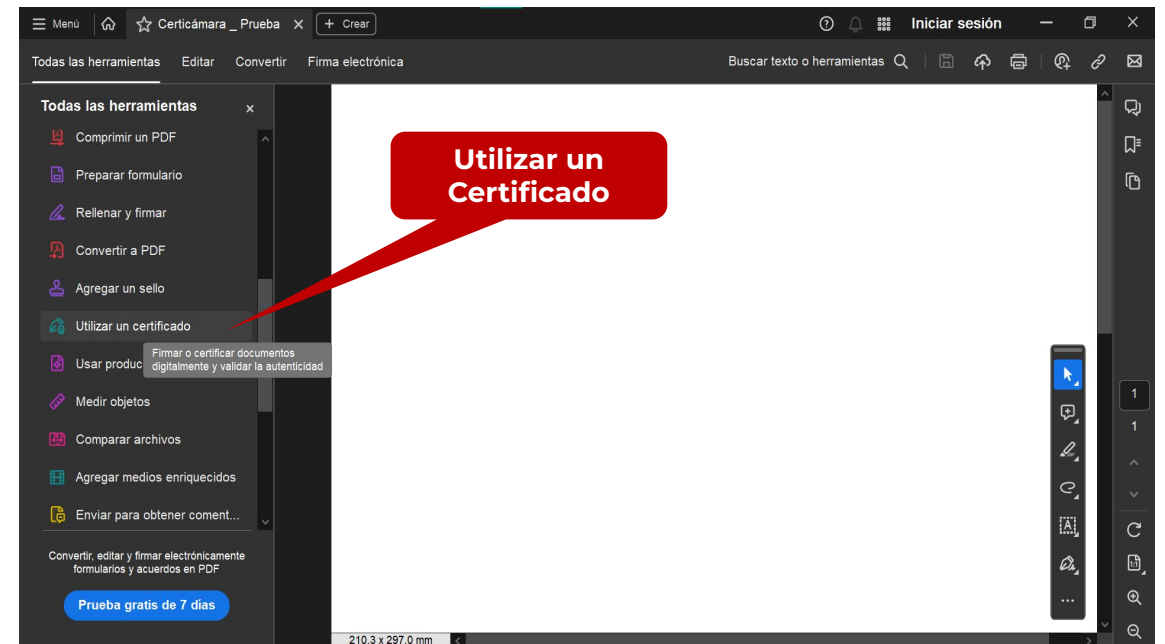 Menú
Certicámara _ Prueba
+ Crear
Iniciar sesión
Todas las herramientas Editar Convertir Firma electrónica
Buscar texto o herramientas
Todas las herramientas
Comprimir un PDF
Preparar formulario
Rellenar y firmar
Convertir a PDF
Agregar un sello
Utilizar un certificado
Firmar o certificar documentos
digitalmente y validar la autenticidad
Usar produc
Medir objetos
Comparar archivos
Agregar medios enriquecidos
Enviar para obtener coment...
Convertir, editar y firmar electrónicamente
formularios y acuerdos en PDF
Prueba gratis de 7 días
Utilizar un
Certificado
210,3 x 297,0 mm
1
1